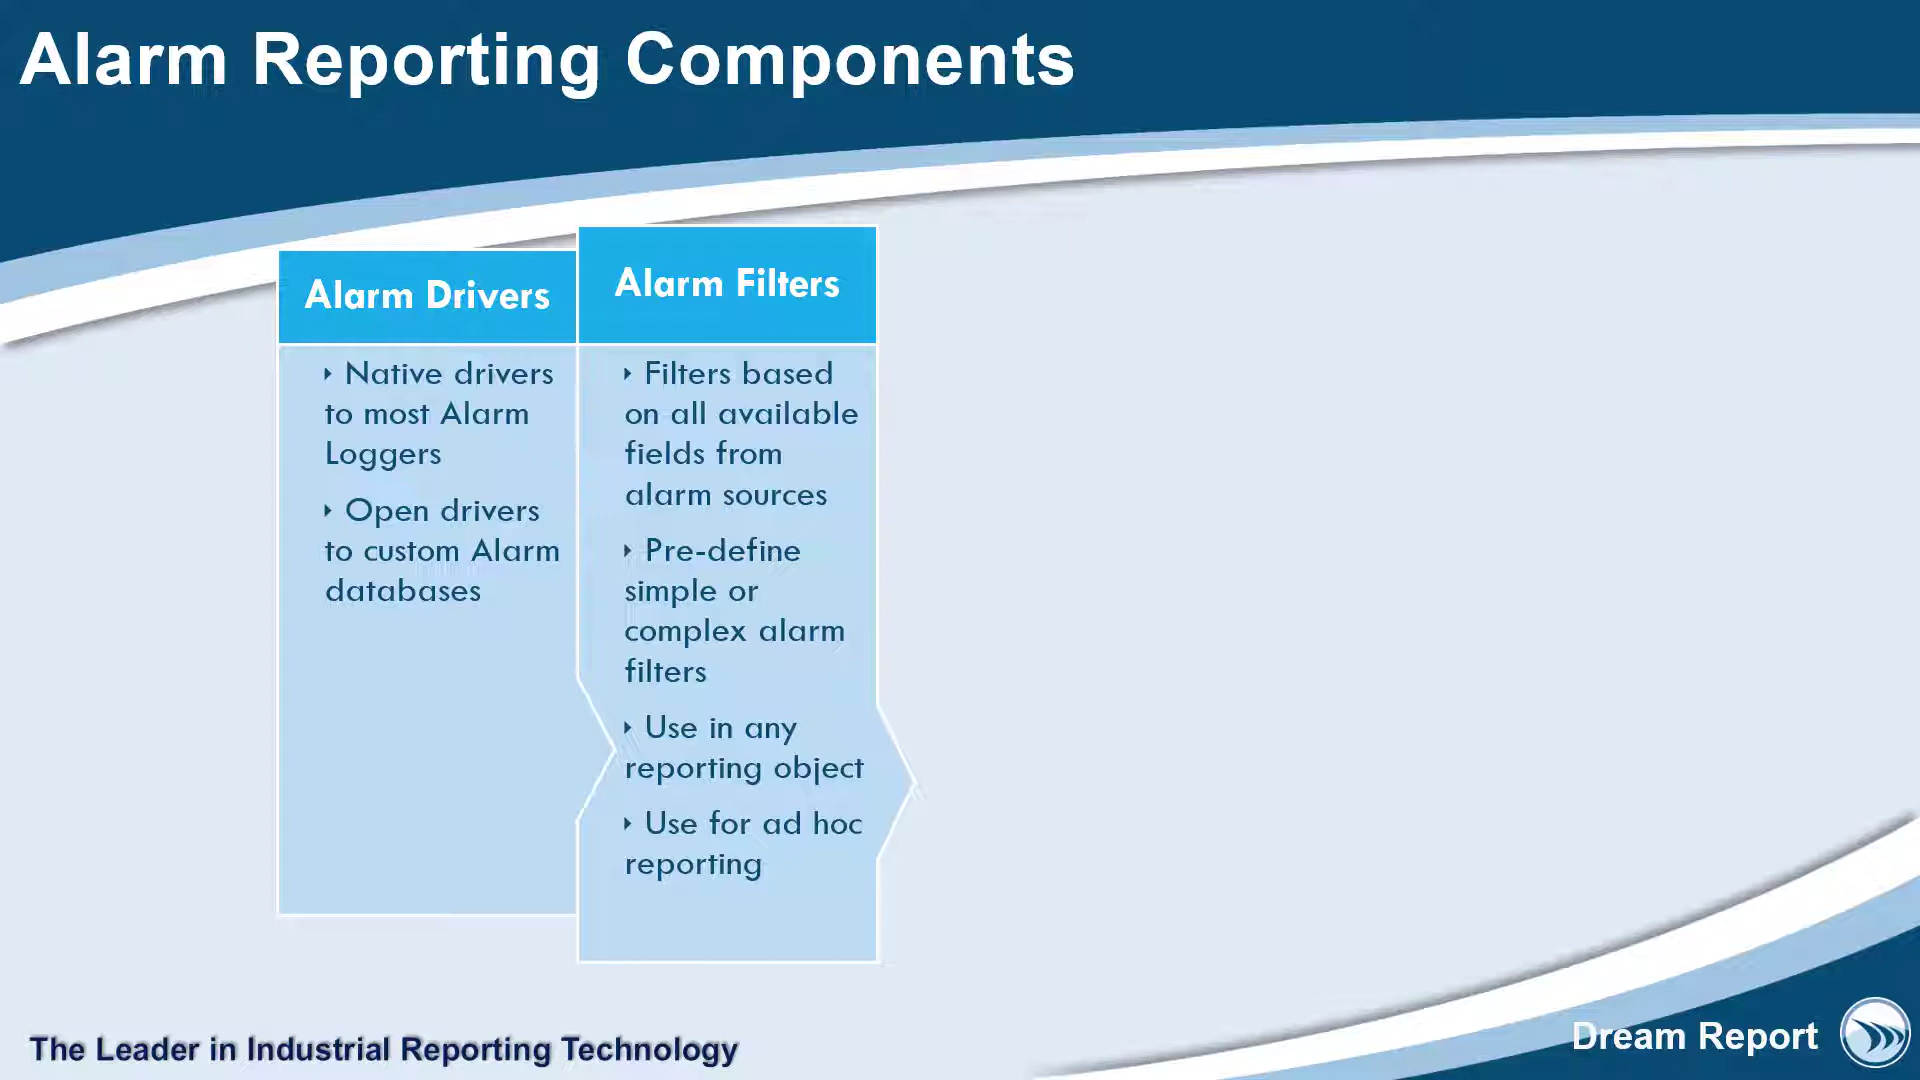 Alarm Reporting Components
Alarm Drivers
‣ Native drivers
to most Alarm
Loggers
‣ Open drivers
to custom Alarm
databases
Alarm Filters
‣ Filters based
on all available
fields from
alarm sources
‣ Pre-define
simple or
complex alarm
filters
‣ Use in any
reporting object
‣ Use for ad hoc
reporting
The Leader in Industrial Reporting Technology
Dream Report